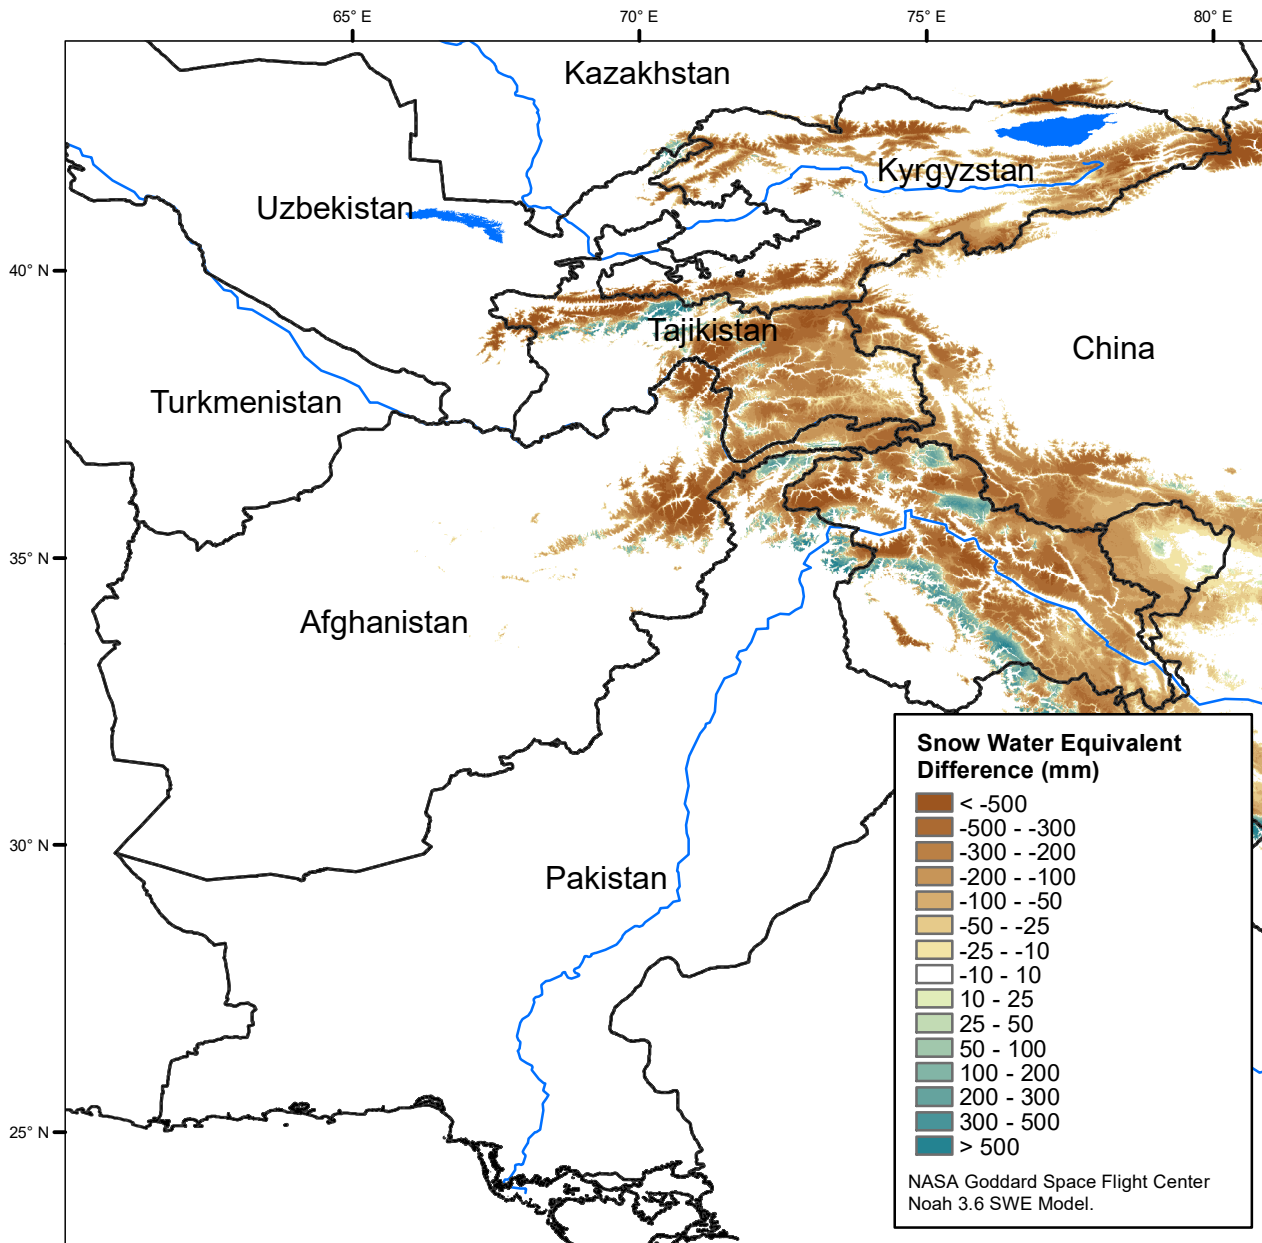 65° E
70° E
75° E
80° E
Kazakhstan
Kyrgyzstan
Uzbekistan
40° N
Tajikistan
China
Turkmenistan
35° N
Afghanistan
30° N
Pakistan
25° N
Snow Water Equivalent
Difference (mm)
< -500
-500 - -300
-300 - -200
-200 - -100
-100 - -50
-50 - -25
-25 - -10
-10 - 10
10 - 25
25 - 50
50 - 100
100 - 200
200 - 300
300 - 500
> 500
NASA Goddard Space Flight Center
Noah 3.6 SWE Model.